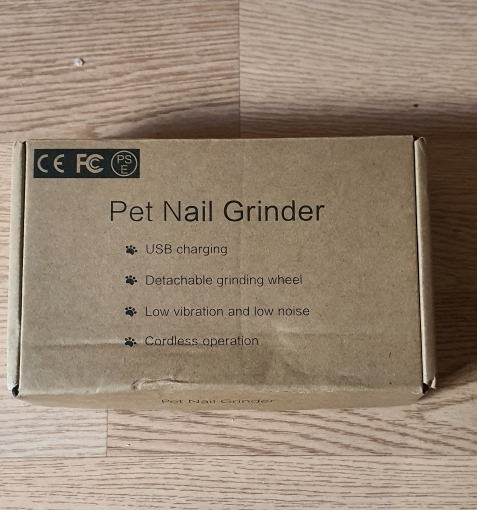 CE FC PS E
Pet Nail Grinder
USB charging
Detachable grinding wheel
Low vibration and low noise
Cordless operation
Pet Nail Grinder